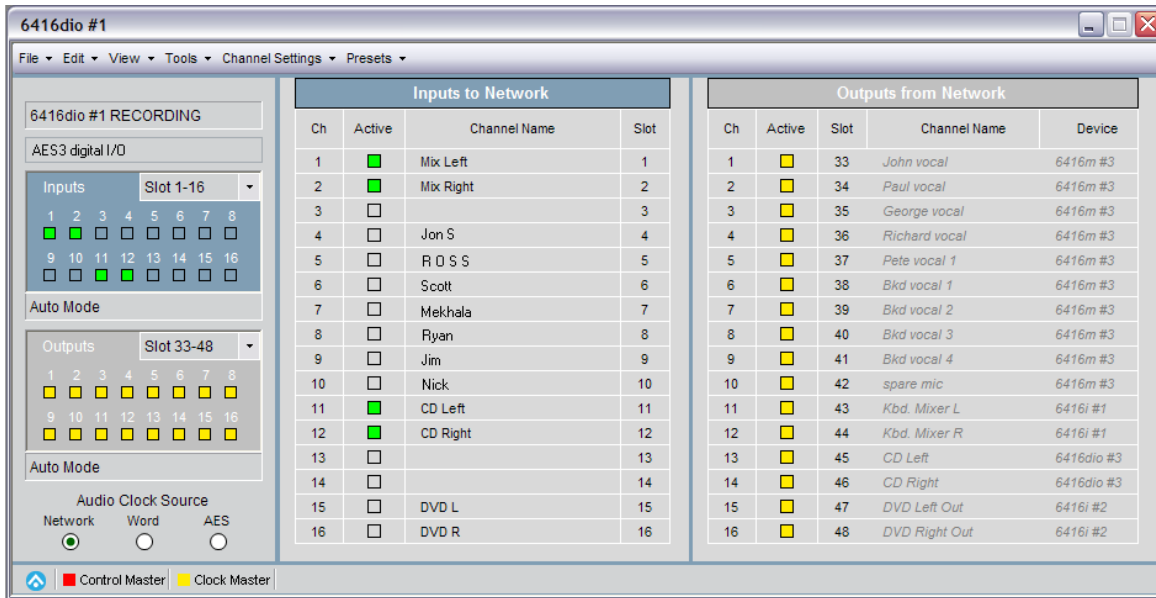 6416dio #1
File Edit View Tools Channel Settings Presets
6416dio #1 RECORDING
AES3 digital I/O
Inputs Slot 1-16
1 2 3 4 5 6 7 8
9 10 11 12 13 14 15 16
Auto Mode
Outputs Slot 33-48
1 2 3 4 5 6 7 8
9 10 11 12 13 14 15 16
Auto Mode
Audio Clock Source
Network Word AES
Inputs to Network
Ch Active Channel Name Slot
1 Mix Left 1
2 Mix Right 2
3 3
4 Jon S 4
5 R O S S 5
6 Scott 6
7 Mekhala 7
8 Ryan 8
9 Jim 9
10 Nick 10
11 CD Left 11
12 CD Right 12
13 13
14 14
15 DVD L 15
16 DVD R 16
Outputs from Network
Ch Active Slot Channel Name Device
1 33 John vocal 6416m #3
2 34 Paul vocal 6416m #3
3 35 George vocal 6416m #3
4 36 Richard vocal 6416m #3
5 37 Pete vocal 1 6416m #3
6 38 Bkd vocal 1 6416m #3
7 39 Bkd vocal 2 6416m #3
8 40 Bkd vocal 3 6416m #3
9 41 Bkd vocal 4 6416m #3
10 42 spare mic 6416m #3
11 43 Kbd. Mixer L 6416i #1
12 44 Kbd. Mixer R 6416i #1
13 45 CD Left 6416dio #3
14 46 CD Right 6416dio #3
15 47 DVD Left Out 6416i #2
16 48 DVD Right Out 6416i #2
Control Master Clock Master